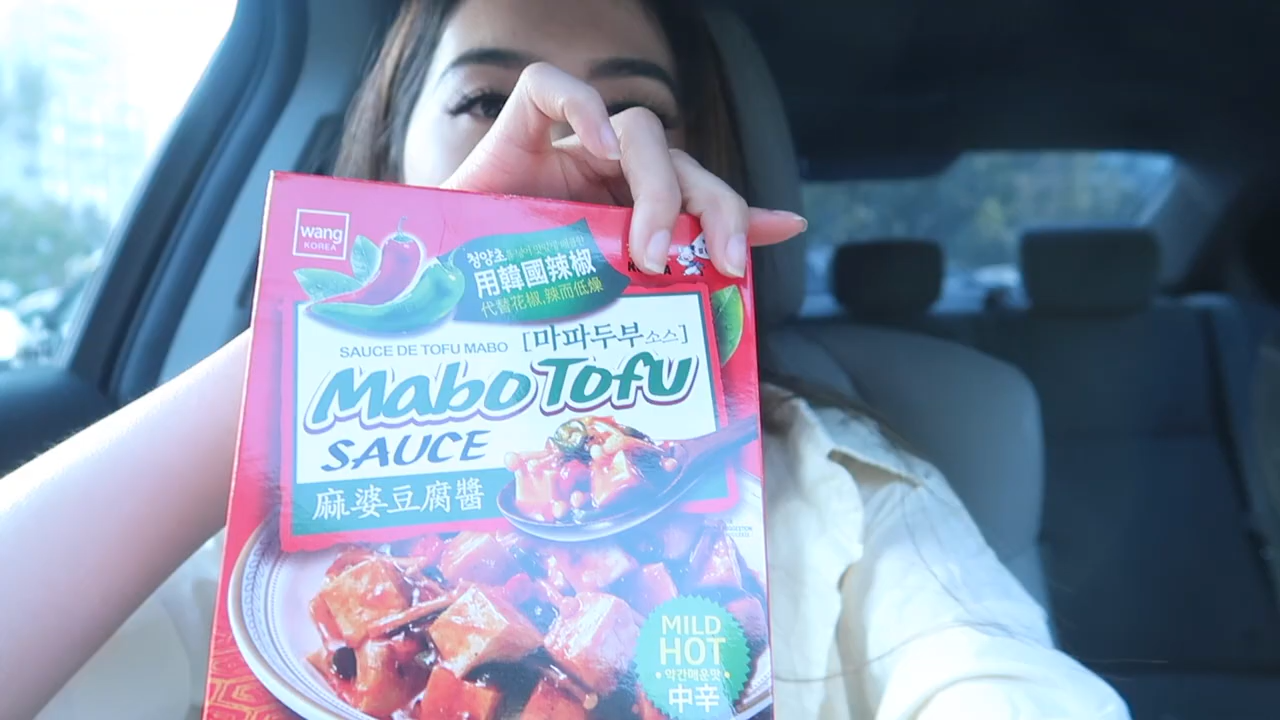 wang
KOREA
청양초
用韓國辣椒
代替花椒,辣而低燥
KOREA
SAUCE DE TOFU MABO
[마파두부소스]
Mabo Tofu
SAUCE
麻婆豆腐醬
MILD
HOT
약간매운맛
中辛